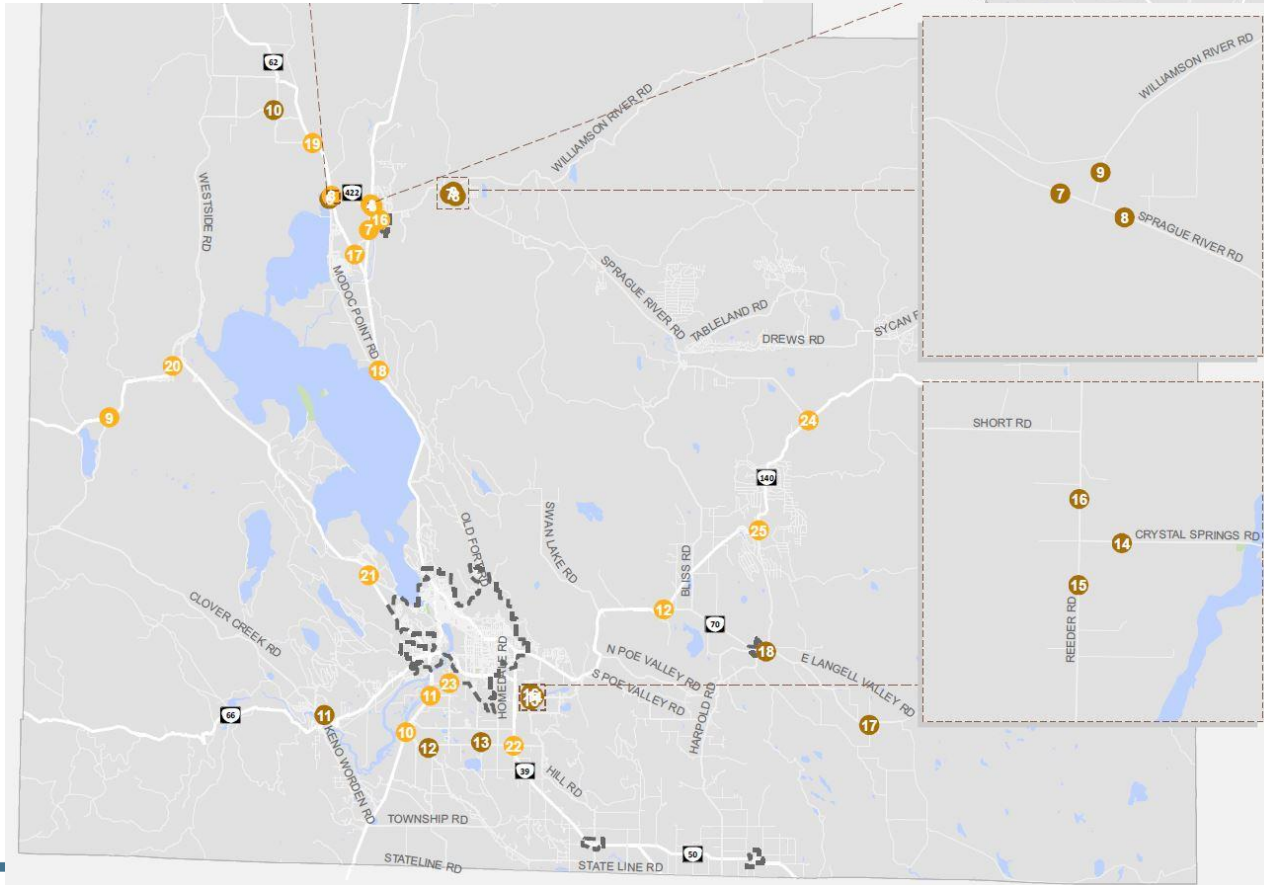 62
10
19
422
16
7
17
WESTSIDE RD
MODOC POINT RD
WILLIAMSON RIVER RD
SPRAGUE RIVER RD
TABLELAND RD
DREWS RD
20
9
18
24
140
25
OLD FORT RD
SWAN LAKE RD
BLISS RD
21
12
CLOVER CREEK RD
70
18
N POE VALLEY RD
S POE VALLEY RD
HARPOLD RD
E LANGELL VALLEY RD
17
HOMEDALE RD
23
11
66
11
10
12
13
22
KENO WORDEN RD
39
HILL RD
TOWNSHIP RD
STATELINE RD
STATE LINE RD
50
WILLIAMSON RIVER RD
9
7
8
SPRAGUE RIVER RD
SHORT RD
16
CRYSTAL SPRINGS RD
14
15
REEDER RD